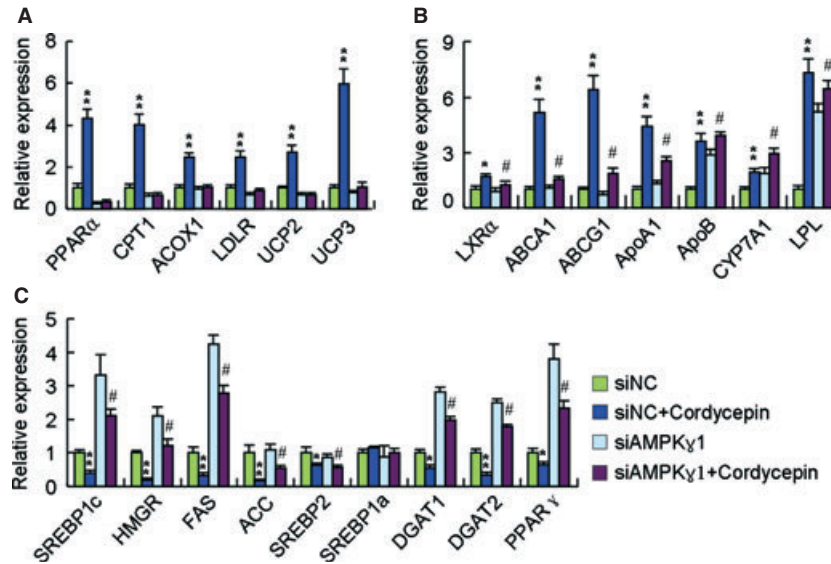 A
Relative expression
8
6
4
2
0
**
**
**
**
**
**
PPARα
CPT1
ACOX1
LDLR
UCP2
UCP3
B
Relative expression
9
6
3
0
*
#
**
#
**
#
**
#
**
#
**
#
**
#
LXRα
ABCA1
ABCG1
ApoA1
ApoB
CYP7A1
LPL
C
Relative expression
5
4
3
2
1
0
**
#
**
#
**
#
**
#
*
#
*
#
**
#
*
#
SREBP1c
HMGR
FAS
ACC
SREBP2
SREBP1a
DGAT1
DGAT2
PPARγ
siNC
siNC+Cordycepin
siAMPKγ1
siAMPKγ1+Cordycepin